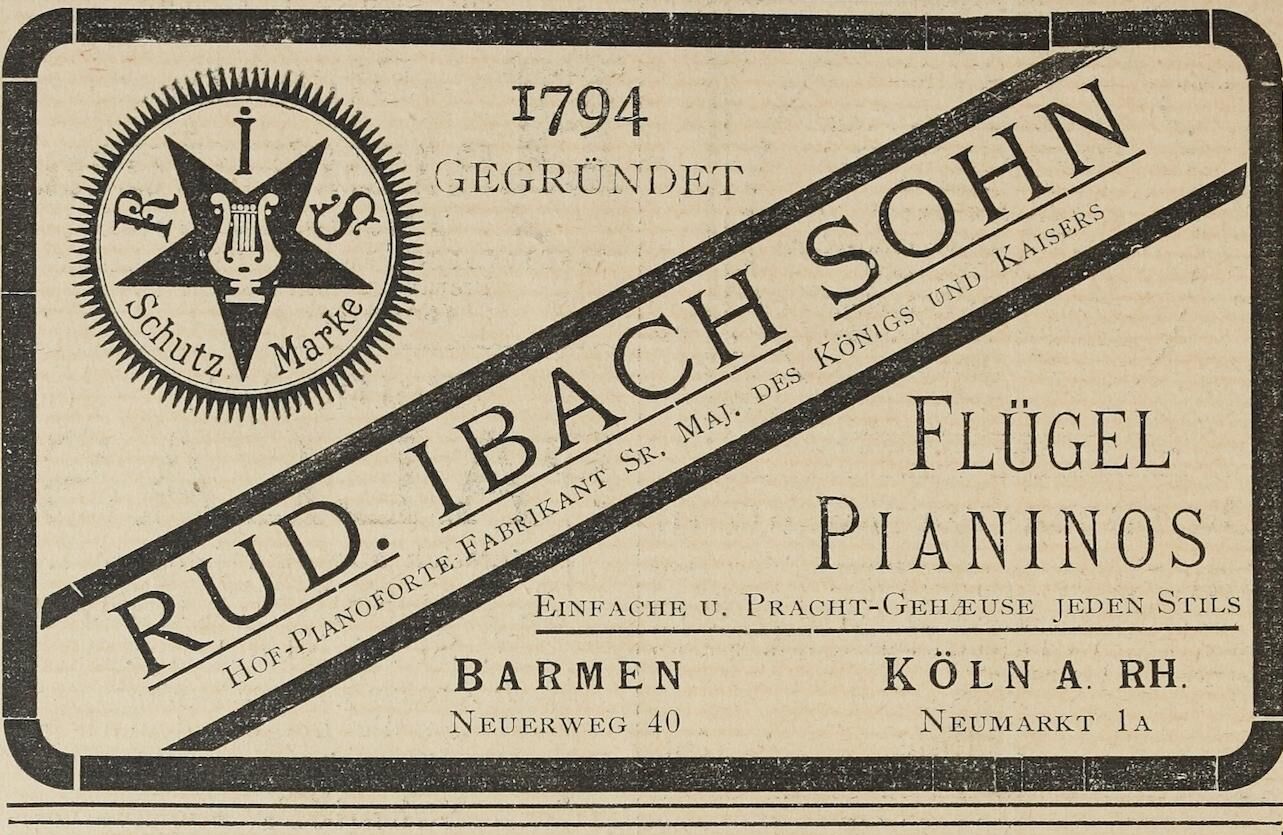 R I S
Schutz Marke
1794
GEGRÜNDET
RUD. IBACH SOHN
HOF-PIANOFORTE-FABRIKANT SR. MAJ. DES KÖNIGS UND KAISERS
FLÜGEL
PIANINOS
EINFACHE U. PRACHT-GEHÆUSE JEDEN STILS
BARMEN
NEUERWEG 40
KÖLN A. RH.
NEUMARKT 1A